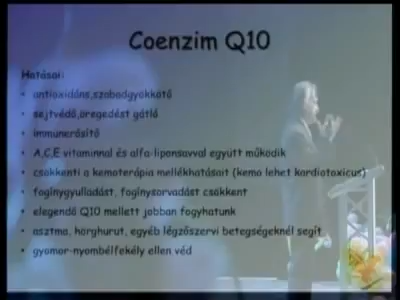 Coenzim Q10
Hatásai:
• antioxidáns,szabadgyökkötő
• sejtvédő,öregedést gátló
• immunerősítő
• A,C,E vitaminnal és alfa-liponsavval együtt működik
• csökkenti a kemoterápia mellékhatásait (kemo lehet kardiotoxicus)
• fogínygyulladást, fogínysorvadást csökkent
• elegendő Q10 mellett jobban fogyhatunk
• asztma, hörghurut, egyéb légzőszervi betegségeknél segít
• gyomor-nyombélfekély ellen véd